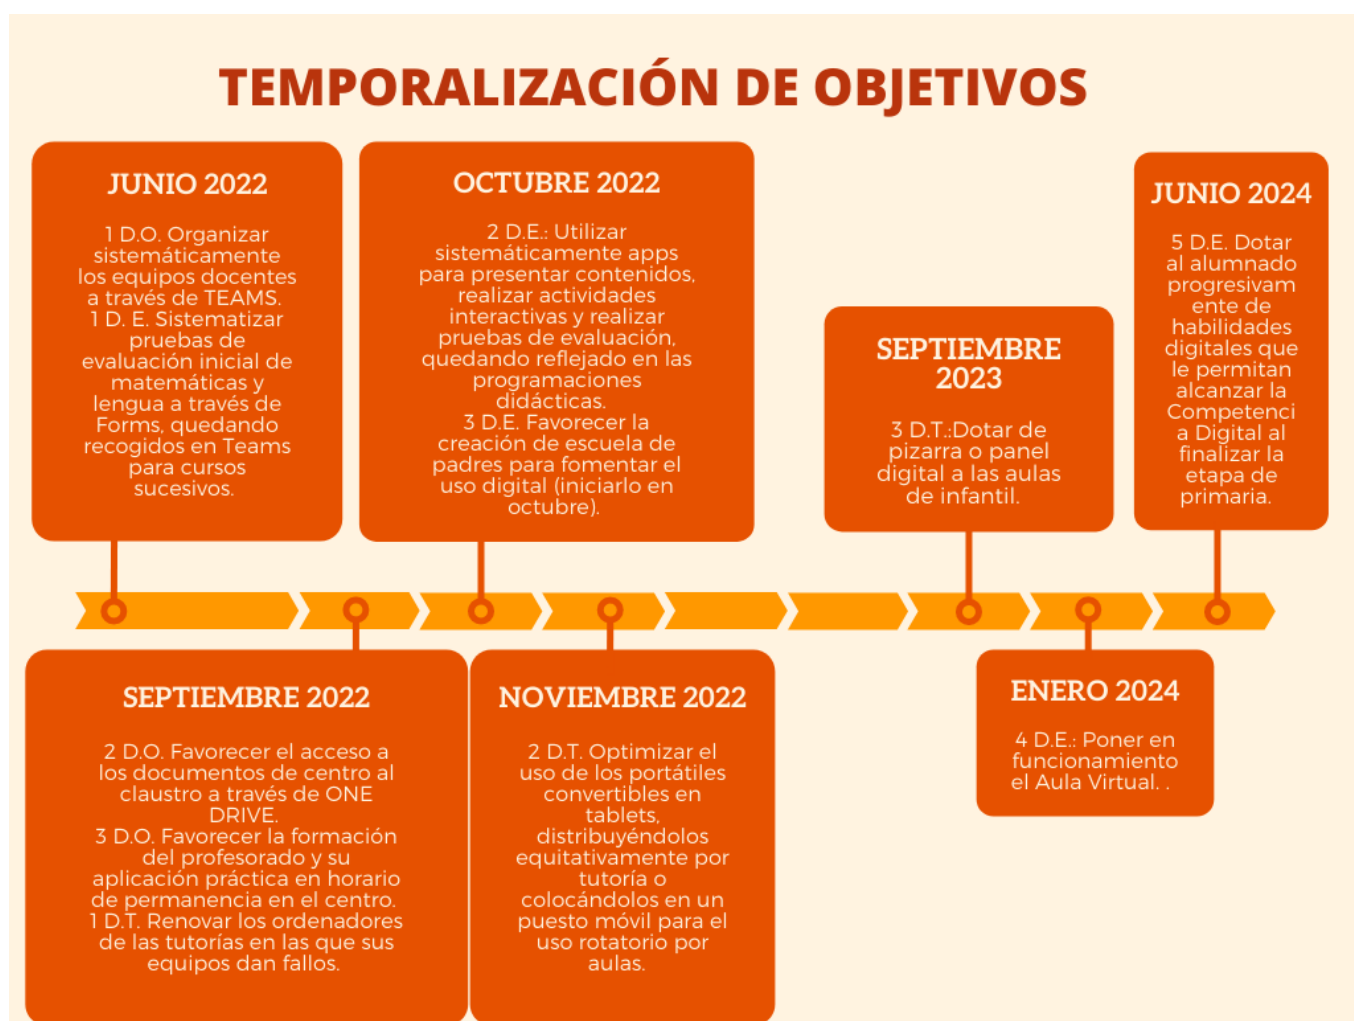 TEMPORALIZACIÓN DE OBJETIVOS
JUNIO 2022
1 D.O. Organizar
sistemáticamente
los equipos docentes
a través de TEAMS.
1 D. E. Sistematizar
pruebas de
evaluación inicial de
matemáticas y
lengua a través de
Forms, quedando
recogidos en Teams
para cursos
sucesivos.
OCTUBRE 2022
2 D.E.: Utilizar
sistemáticamente apps
para presentar contenidos,
realizar actividades
interactivas y realizar
pruebas de evaluación,
quedando reflejado en las
programaciones
didácticas.
3 D.E. Favorecer la
creación de escuela de
padres para fomentar el
uso digital (iniciarlo en
octubre).
SEPTIEMBRE
2023
3 D.T.:Dotar de
pizarra o panel
digital a las aulas
de infantil.
JUNIO 2024
5 D.E. Dotar
al alumnado
progresivam
ente de
habilidades
digitales que
le permitan
alcanzar la
Competenci
a Digital al
finalizar la
etapa de
primaria.
SEPTIEMBRE 2022
2 D.O. Favorecer el acceso a
los documentos de centro al
claustro a través de ONE
DRIVE.
3 D.O. Favorecer la formación
del profesorado y su
aplicación práctica en horario
de permanencia en el centro.
1 D.T. Renovar los ordenadores
de las tutorías en las que sus
equipos dan fallos.
NOVIEMBRE 2022
2 D.T. Optimizar el
uso de los portátiles
convertibles en
tablets,
distribuyéndolos
equitativamente por
tutoría o
colocándolos en un
puesto móvil para el
uso rotatorio por
aulas.
ENERO 2024
4 D.E.: Poner en
funcionamiento
el Aula Virtual. .